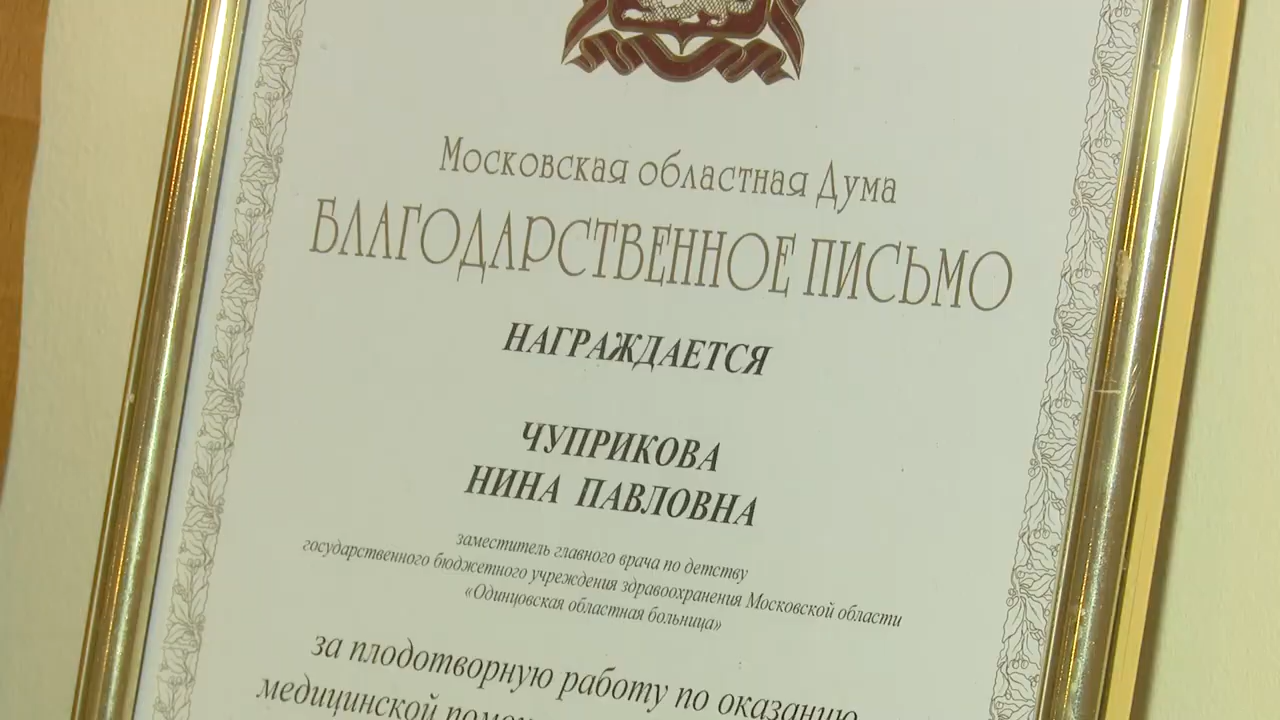 Московская областная Дума
БЛАГОДАРСТВЕННОЕ ПИСЬМО
НАГРАЖДАЕТСЯ
ЧУПРИКОВА
НИНА ПАВЛОВНА
заместитель главного врача по детству
государственного бюджетного учреждения здравоохранения Московской области
«Одинцовская областная больница»
за плодотворную работу по оказанию
медицинской